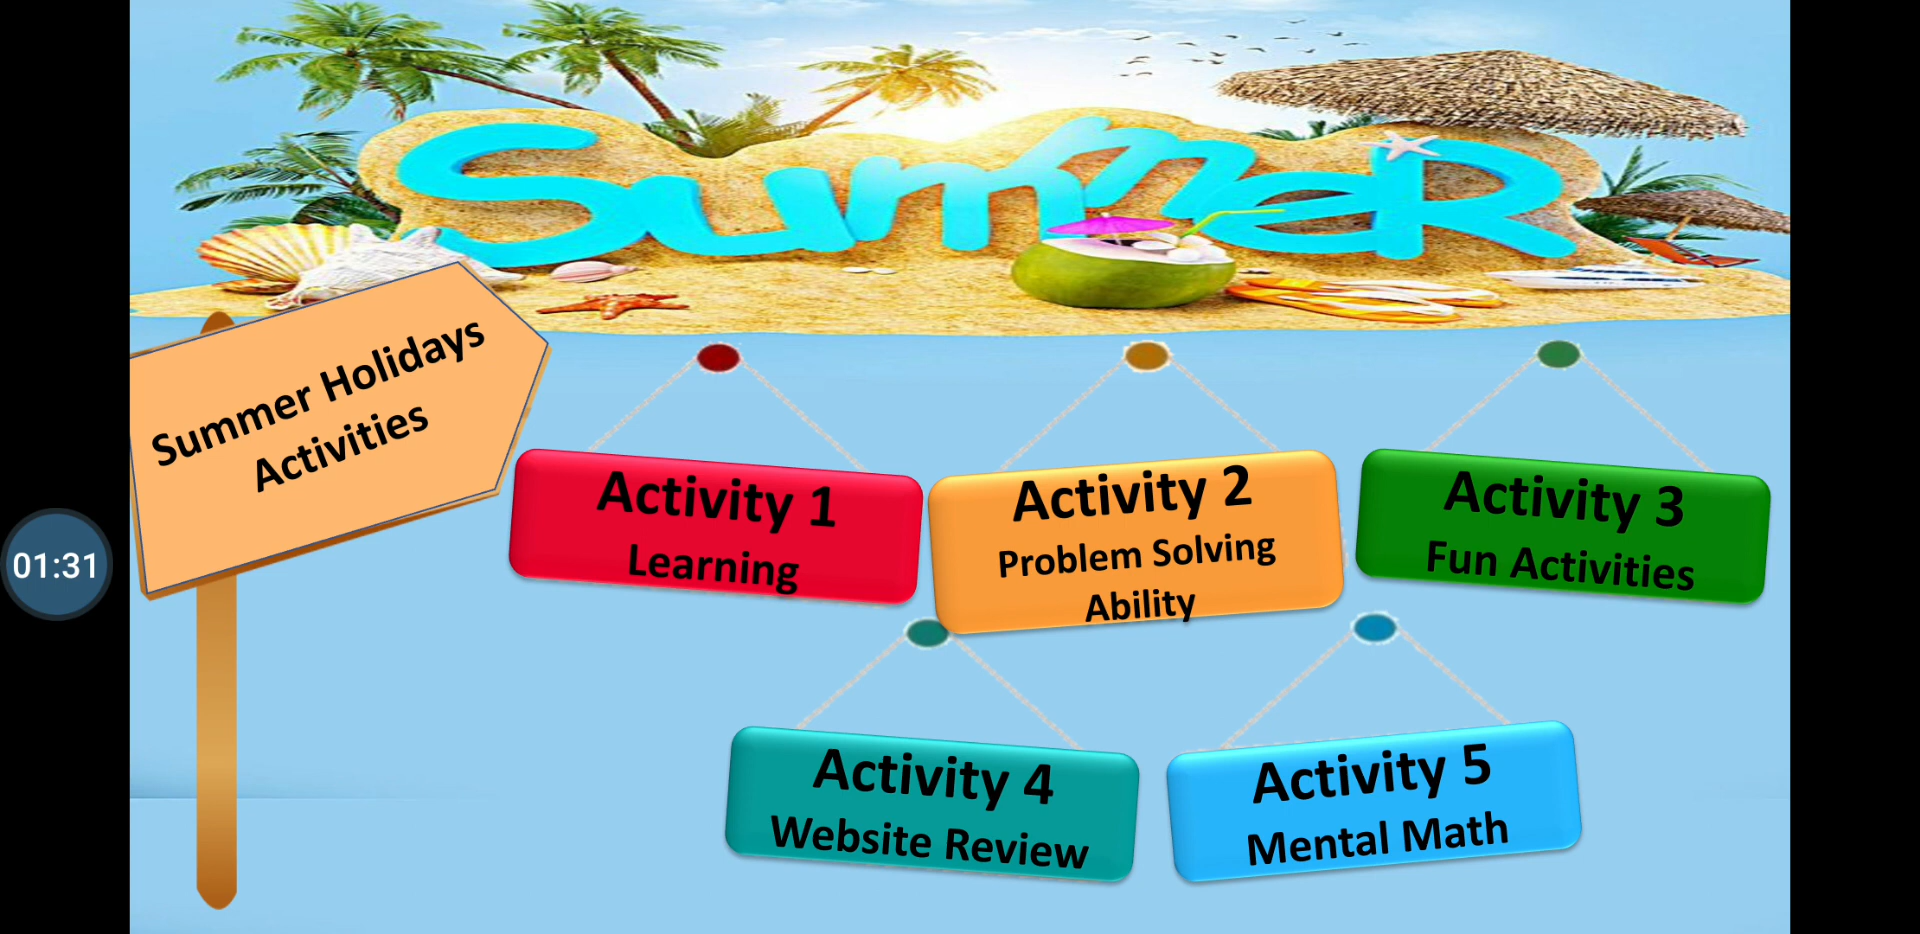 SummeR
Summer Holidays
Activities
Activity 1
Learning
Activity 2
Problem Solving
Ability
Activity 3
Fun Activities
01:31
Activity 4
Website Review
Activity 5
Mental Math